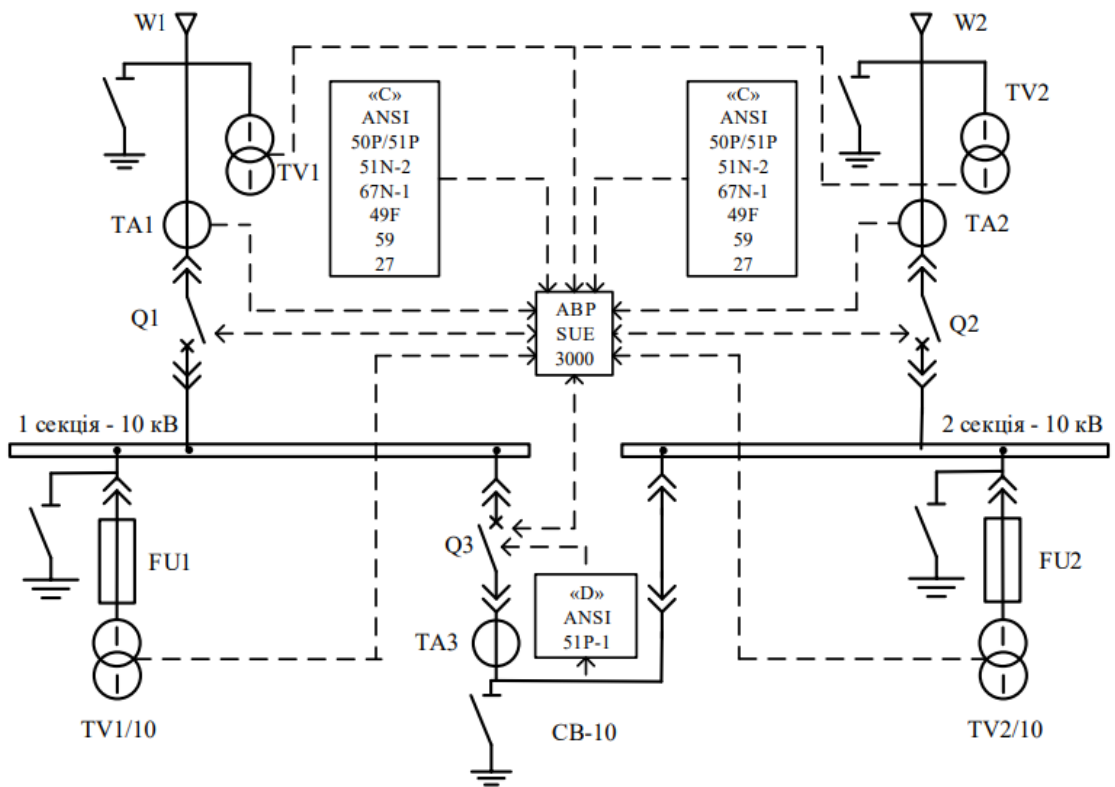 W1
W2
«C»
ANSI
50P/51P
51N-2
67N-1
49F
59
27
«C»
ANSI
50P/51P
51N-2
67N-1
49F
59
27
TV2
TV1
TA1
TA2
Q1
АВР
SUE
3000
Q2
1 секція - 10 кВ
2 секція - 10 кВ
FU1
Q3
«D»
ANSI
51P-1
FU2
TA3
TV1/10
СВ-10
TV2/10